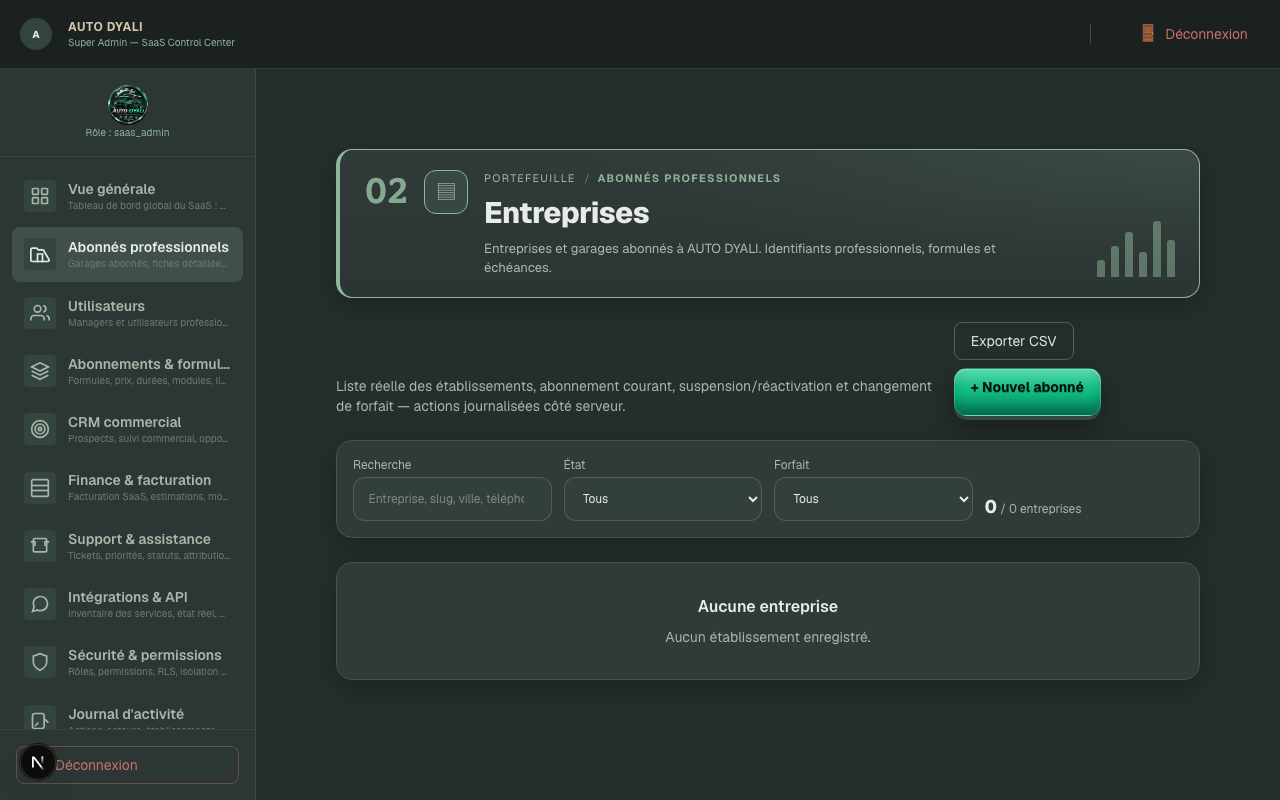 A
AUTO DYALI
Super Admin — SaaS Control Center
Déconnexion
AUTO DYALI
Rôle : saas_admin
Vue générale
Tableau de bord global du SaaS : ...
Abonnés professionnels
Garages abonnés, fiches détaillée...
Utilisateurs
Managers et utilisateurs professio...
Abonnements & formul...
Formules, prix, durées, modules, li...
CRM commercial
Prospects, suivi commercial, oppo...
Finance & facturation
Facturation SaaS, estimations, mo...
Support & assistance
Tickets, priorités, statuts, attributio...
Intégrations & API
Inventaire des services, état réel, ...
Sécurité & permissions
Rôles, permissions, RLS, isolation ...
Journal d'activité
Actions, acteurs, établissements...
N
Déconnexion
02
PORTEFEUILLE / ABONNÉS PROFESSIONNELS
Entreprises
Entreprises et garages abonnés à AUTO DYALI. Identifiants professionnels, formules et
échéances.
Exporter CSV
Liste réelle des établissements, abonnement courant, suspension/réactivation et changement
de forfait — actions journalisées côté serveur.
+ Nouvel abonné
Recherche
État
Forfait
Entreprise, slug, ville, télépho
Tous
Tous
0 / 0 entreprises
Aucune entreprise
Aucun établissement enregistré.